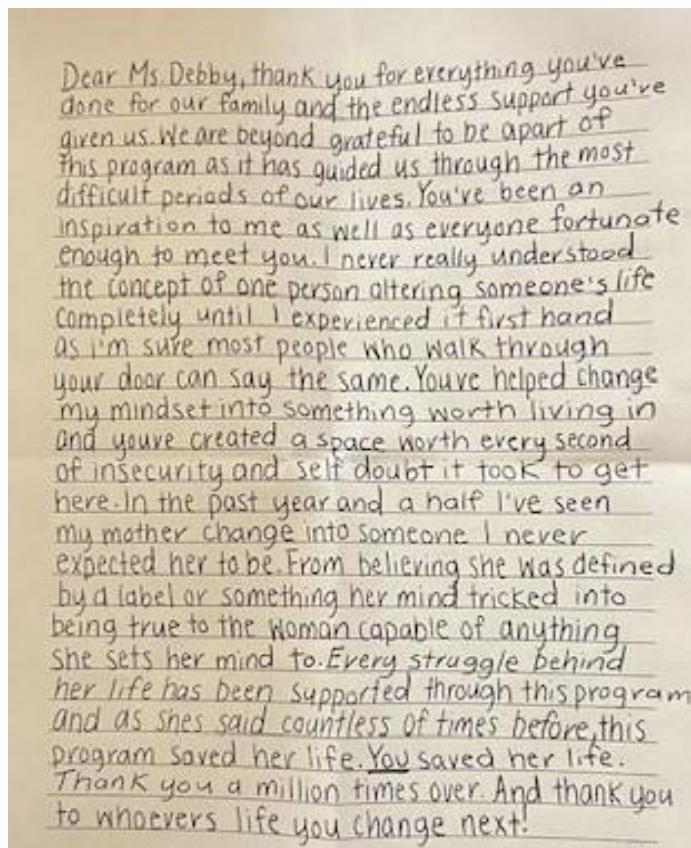 Dear Ms. Debby, thank you for everything you've
done for our family and the endless support you've
given us. We are beyond grateful to be apart of
this program as it has guided us through the most
difficult periods of our lives. You've been an
inspiration to me as well as everyone fortunate
enough to meet you. I never really understood
the concept of one person altering someone's life
completely until I experienced it first hand
as i'm sure most people who walk through
your door can say the same. Youve helped change
my mindset into something worth living in
and youve created a space worth every second
of insecurity and self doubt it took to get
here. In the past year and a half I've seen
my mother change into someone I never
expected her to be. From believing she was defined
by a label or something her mind tricked into
being true to the woman capable of anything
she sets her mind to. Every struggle behind
her life has been supported through this program
and as shes said countless of times before, this
program saved her life. You saved her life.
Thank you a million times over. And thank you
to whoevers life you change next!